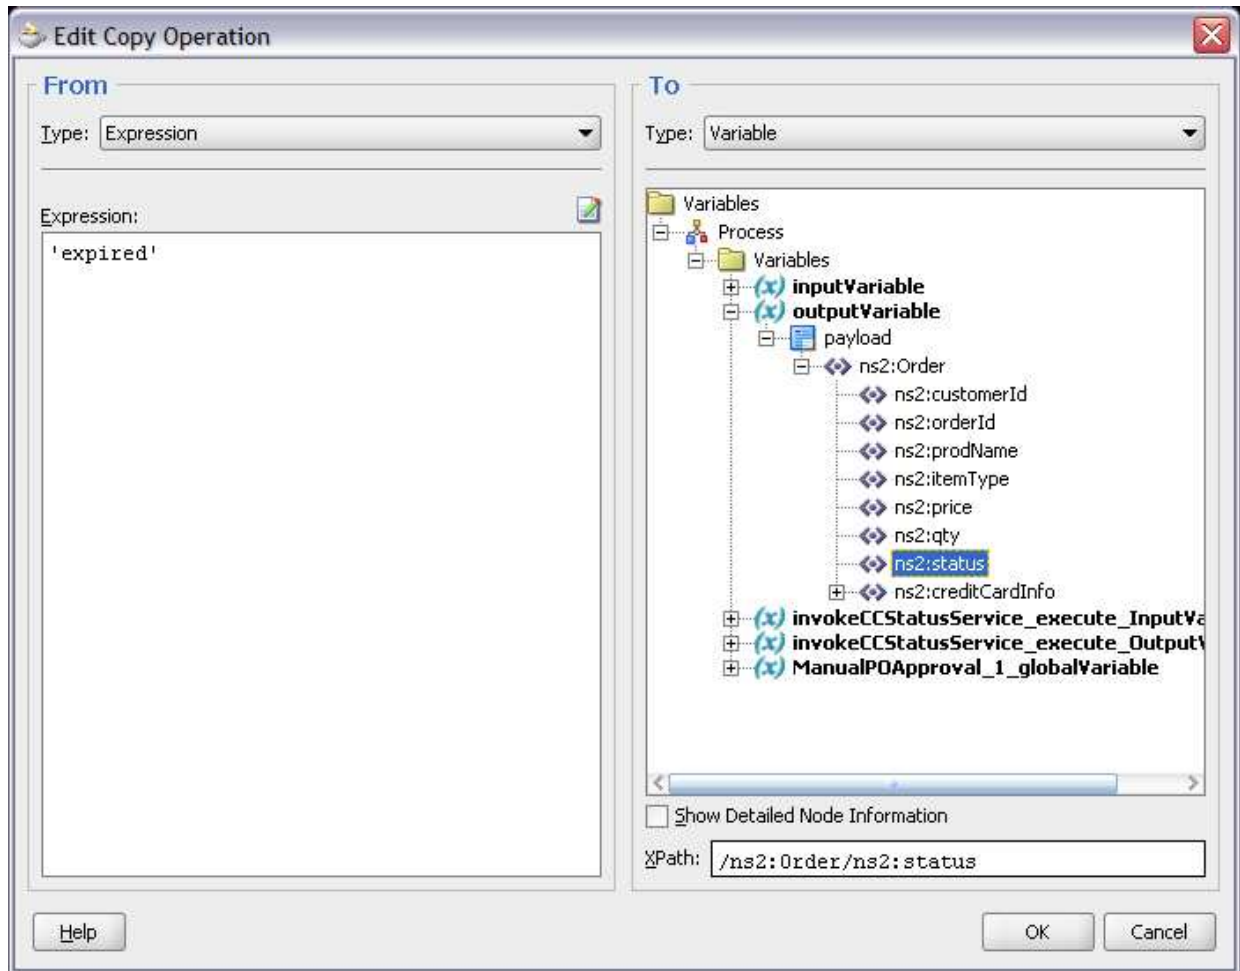 Edit Copy Operation
From
Type: Expression
Expression:
'expired'
To
Type: Variable
Variables
Process
Variables
(x) inputVariable
(x) outputVariable
payload
ns2:Order
ns2:customerId
ns2:orderId
ns2:prodName
ns2:itemType
ns2:price
ns2:qty
ns2:status
ns2:creditCardInfo
(x) invokeCCStatusService_execute_InputVa
(x) invokeCCStatusService_execute_OutputV
(x) ManualPOApproval_1_globalVariable
Show Detailed Node Information
XPath: /ns2:Order/ns2:status
Help
OK
Cancel